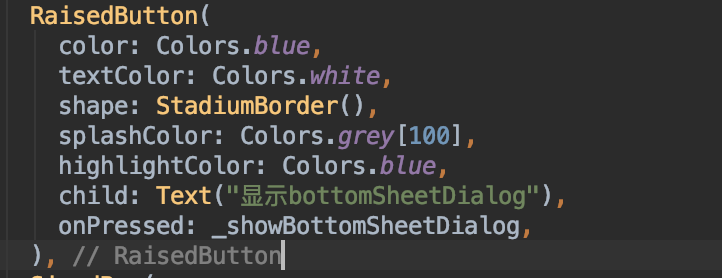 RaisedButton(
color: Colors.blue,
textColor: Colors.white,
shape: StadiumBorder(),
splashColor: Colors.grey[100],
highlightColor: Colors.blue,
child: Text("显示bottomSheetDialog"),
onPressed: _showBottomSheetDialog,
), // RaisedButton